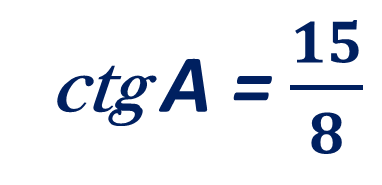 ctg A = 15/8